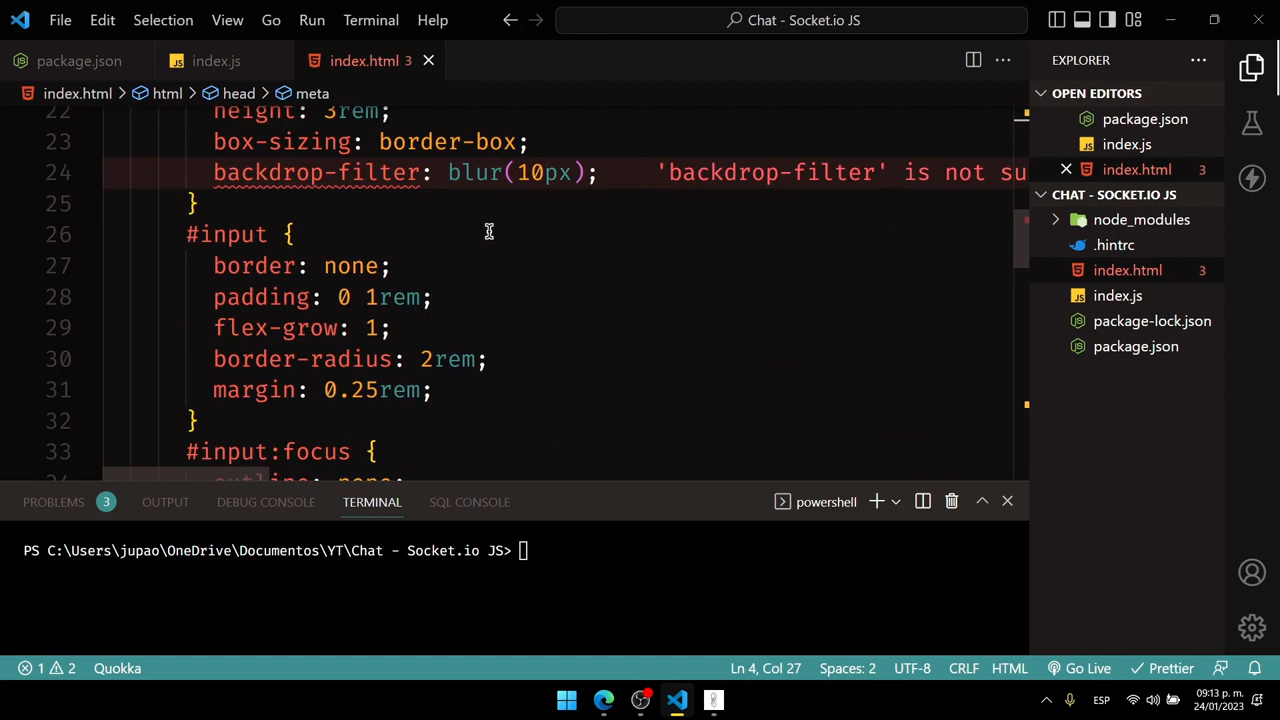 File Edit Selection View Go Run Terminal Help
Chat - Socket.io JS
package.json index.js index.html 3
index.html > html > head > meta
22 height: 3rem;
23 box-sizing: border-box;
24 backdrop-filter: blur(10px); 'backdrop-filter' is not su
25 }
26 #input {
27 border: none;
28 padding: 0 1rem;
29 flex-grow: 1;
30 border-radius: 2rem;
31 margin: 0.25rem;
32 }
33 #input:focus {
outline: none;
PROBLEMS 3 OUTPUT DEBUG CONSOLE TERMINAL SQL CONSOLE powershell
PS C:\Users\jupao\OneDrive\Documentos\YT\Chat - Socket.io JS>
EXPLORER
OPEN EDITORS
package.json
index.js
index.html 3
CHAT - SOCKET.IO JS
node_modules
.hintrc
index.html 3
index.js
package-lock.json
package.json
1 2 Quokka Ln 4, Col 27 Spaces: 2 UTF-8 CRLF HTML Go Live Prettier
ESP 09:13 p. m.
24/01/2023